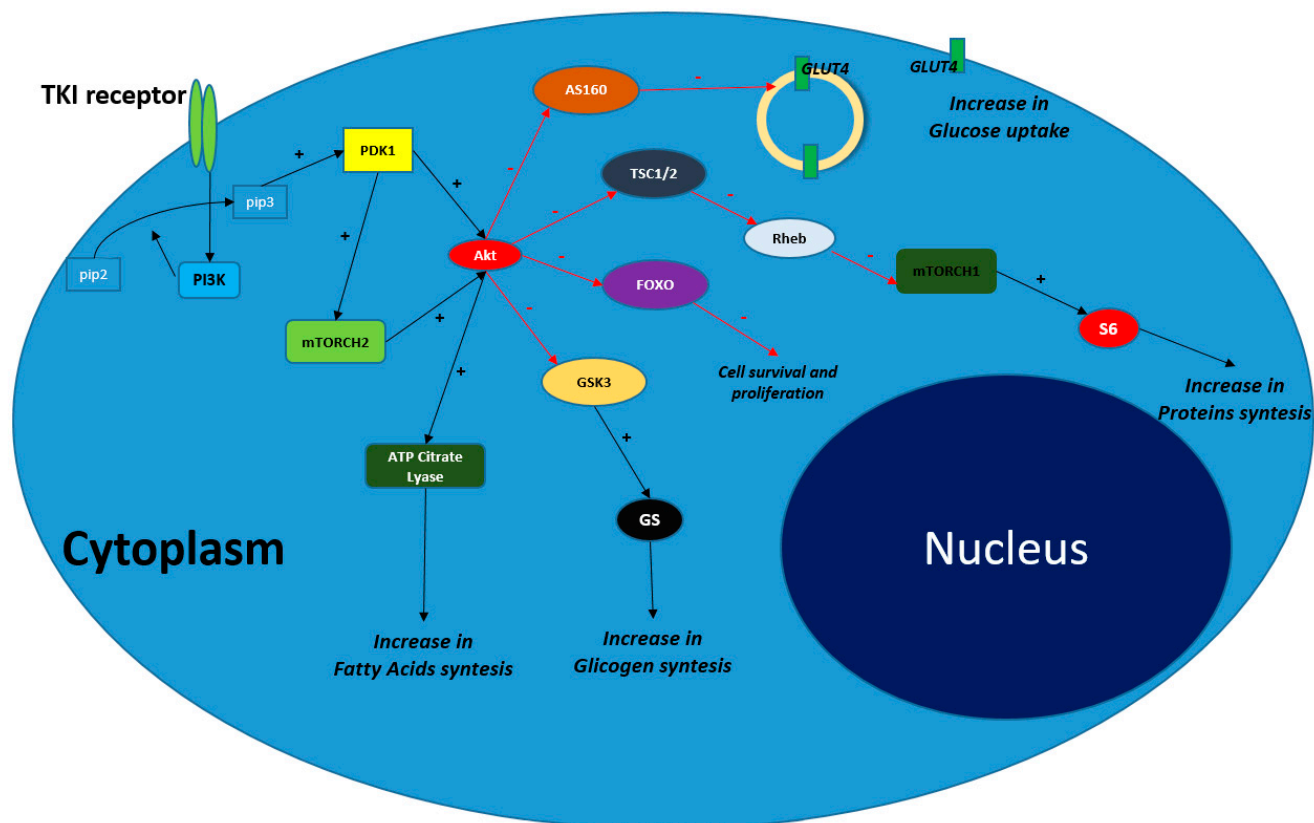 GLUT4
GLUT4
AS160
-
TKI receptor
Increase in
Glucose uptake
PDK1
+
+
TSC1/2
-
-
-
pip3
+
Rheb
-
Akt
-
pip2
PI3K
FOXO
mTORCH1
+
-
-
mTORCH2
+
S6
+
GSK3
Cell survival and
proliferation
Increase in
Proteins syntesis
+
ATP Citrate
Lyase
GS
Cytoplasm
Nucleus
Increase in
Fatty Acids syntesis
Increase in
Glicogen syntesis